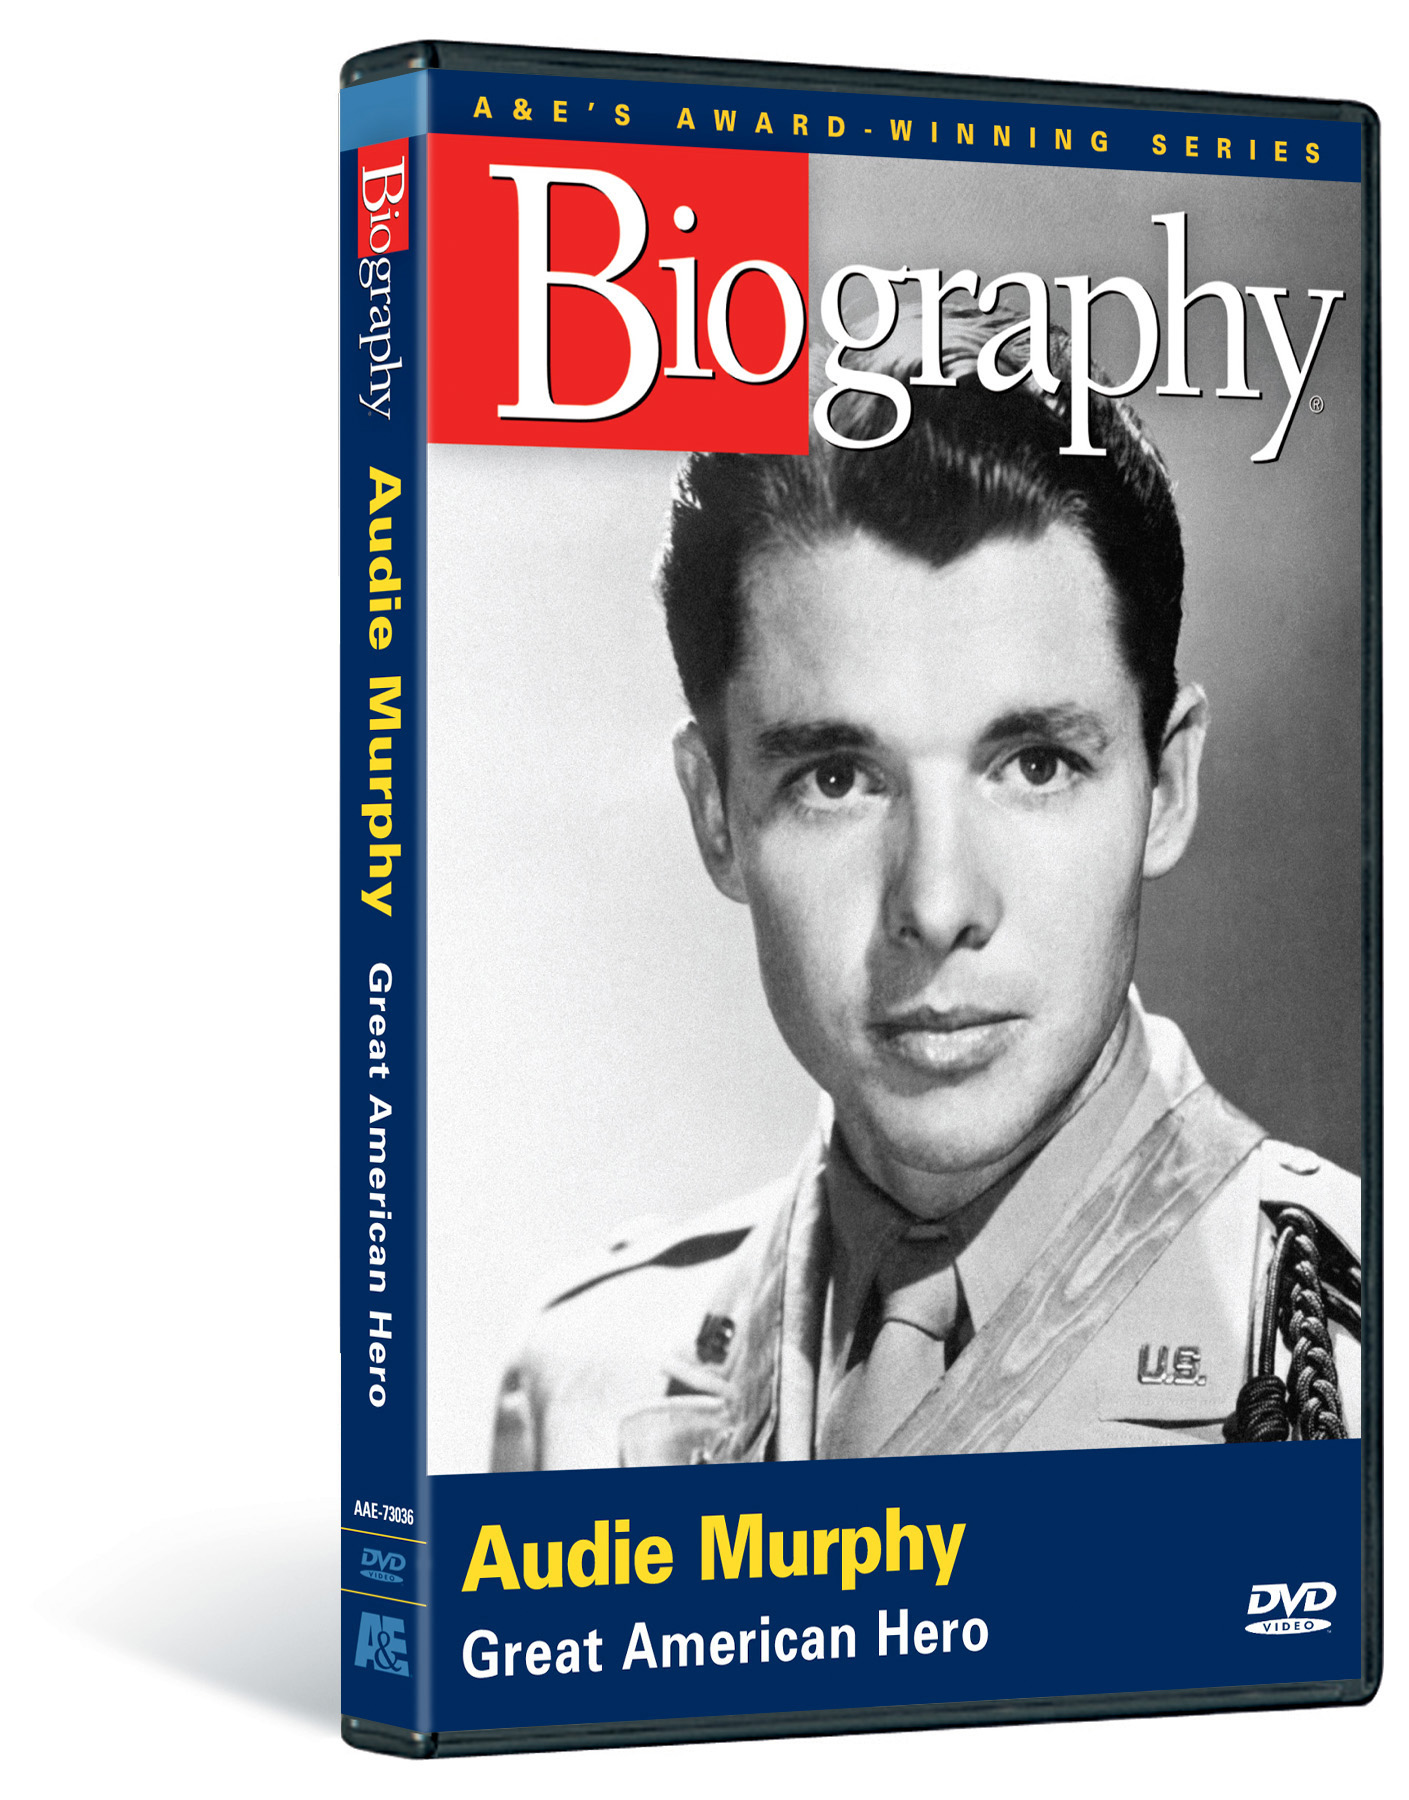 A&E'S AWARD-WINNING SERIES
Biography®
U.S.
Audie Murphy
Great American Hero
DVD
VIDEO™
Biography®
Audie Murphy Great American Hero
AAE-73036
DVD
VIDEO
A&E